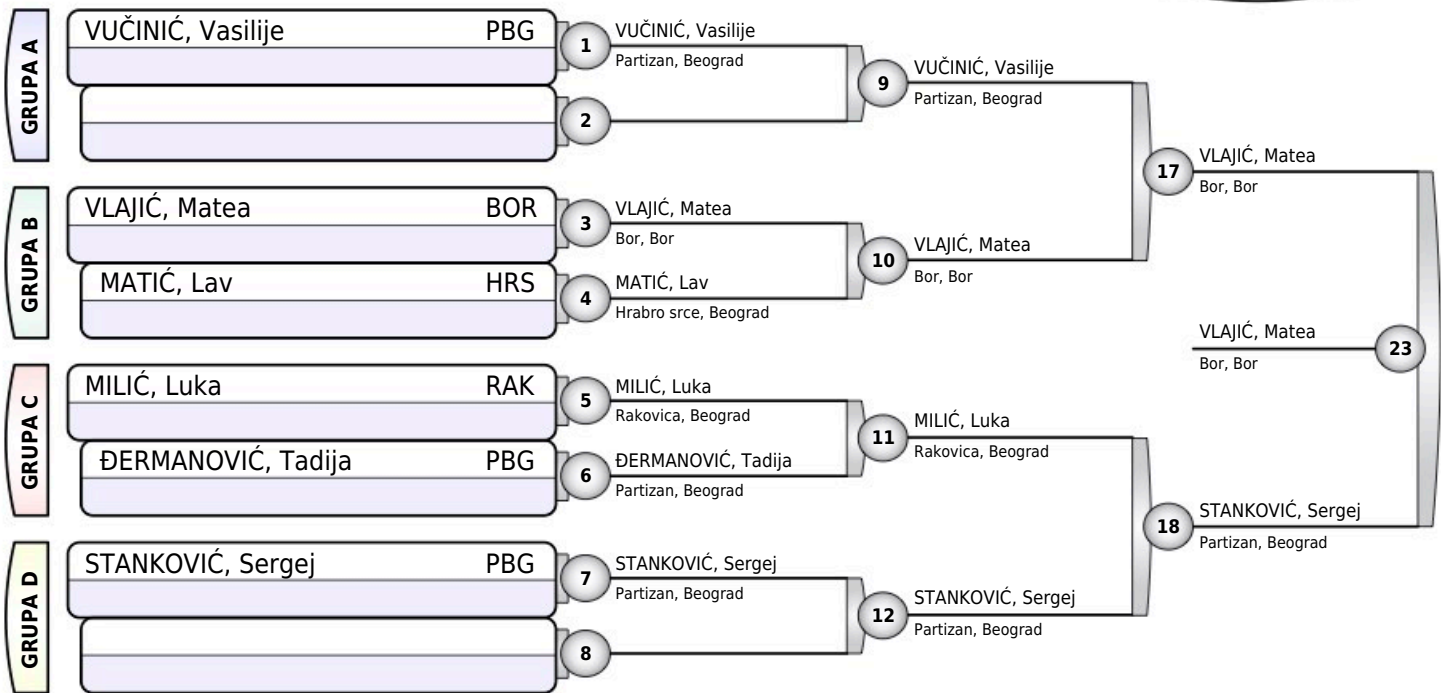 GRUPA A
VUČINIĆ, Vasilije PBG
1
VUČINIĆ, Vasilije
Partizan, Beograd
2
9
VUČINIĆ, Vasilije
Partizan, Beograd
17
VLAJIĆ, Matea
Bor, Bor
GRUPA B
VLAJIĆ, Matea BOR
3
VLAJIĆ, Matea
Bor, Bor
MATIĆ, Lav HRS
4
MATIĆ, Lav
Hrabro srce, Beograd
10
VLAJIĆ, Matea
Bor, Bor
VLAJIĆ, Matea
Bor, Bor
23
GRUPA C
MILIĆ, Luka RAK
5
MILIĆ, Luka
Rakovica, Beograd
ĐERMANOVIĆ, Tadija PBG
6
ĐERMANOVIĆ, Tadija
Partizan, Beograd
11
MILIĆ, Luka
Rakovica, Beograd
18
STANKOVIĆ, Sergej
Partizan, Beograd
GRUPA D
STANKOVIĆ, Sergej PBG
7
STANKOVIĆ, Sergej
Partizan, Beograd
8
12
STANKOVIĆ, Sergej
Partizan, Beograd